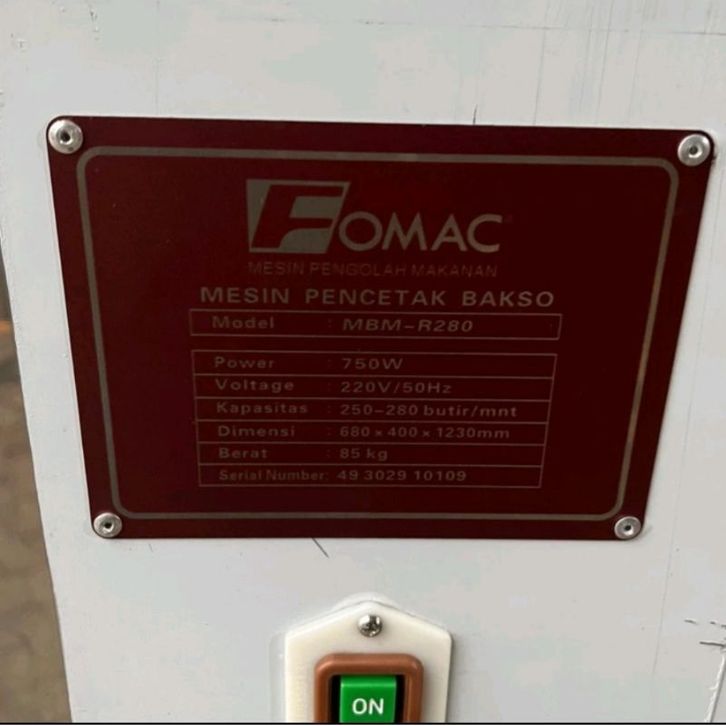 FOMAC
MESIN PENGOLAH MAKANAN
MESIN PENCETAK BAKSO
Model : MBM-R280
Power : 750W
Voltage : 220V/50Hz
Kapasitas : 250-280 butir/mnt
Dimensi : 680 x 400 x 1230mm
Berat : 85 kg
Serial Number: 49 3029 10109
ON